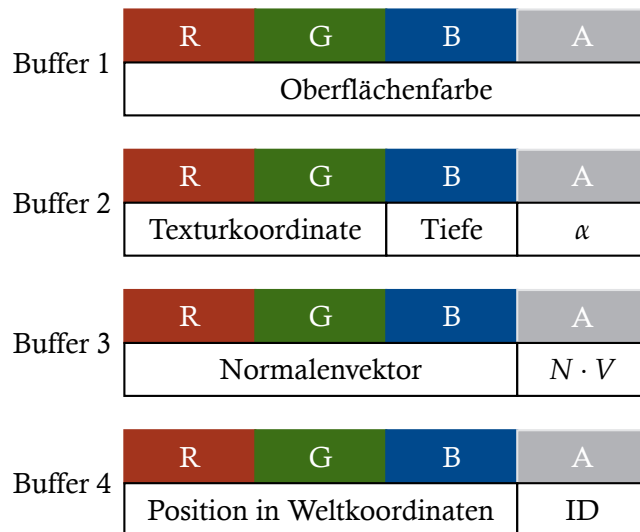 R G B A
Buffer 1
Oberflächenfarbe
R G B A
Buffer 2
Texturkoordinate Tiefe α
R G B A
Buffer 3
Normalenvektor N · V
R G B A
Buffer 4
Position in Weltkoordinaten ID